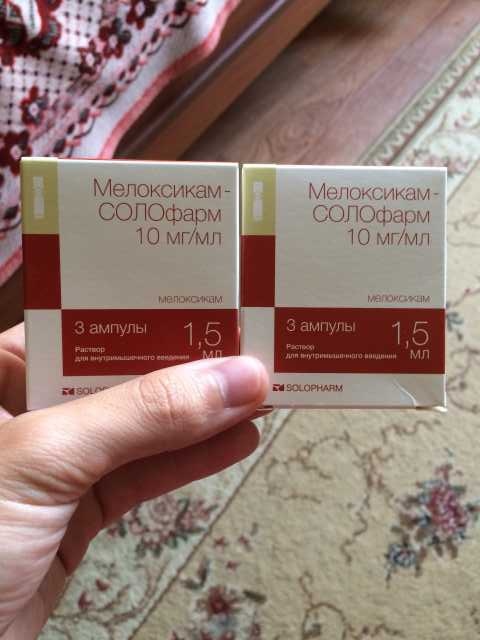 Мелоксикам-
СОЛОфарм
10 мг/мл
мелоксикам
3 ампулы
1,5
мл
Раствор
для внутримышечного введения
Мелоксикам-
СОЛОфарм
10 мг/мл
мелоксикам
3 ампулы
1,5
мл
Раствор
для внутримышечного введения
SOLOPHARM